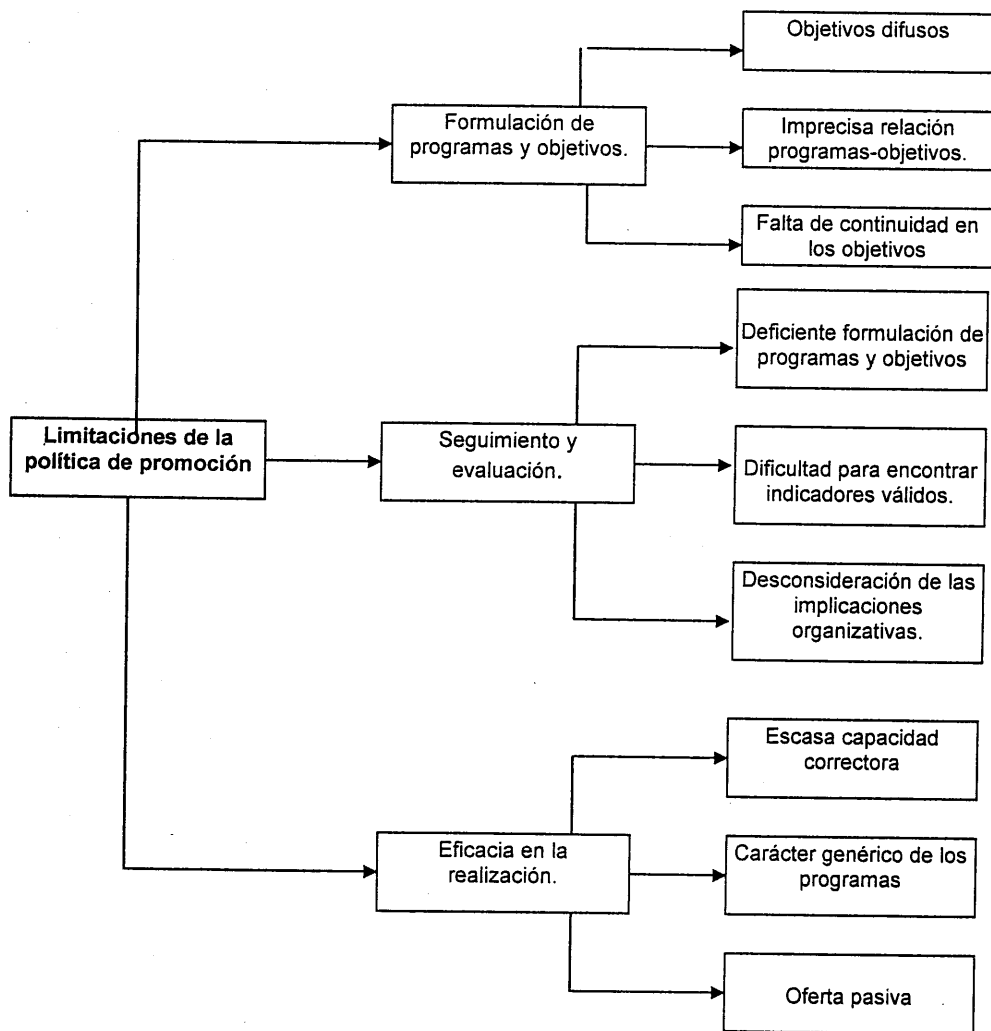 Objetivos difusos
Formulación de
programas y objetivos.
Imprecisa relación
programas-objetivos.
Falta de continuidad en
los objetivos
Limitaciones de la
política de promoción
Seguimiento y
evaluación.
Deficiente formulación de
programas y objetivos
Dificultad para encontrar
indicadores válidos.
Desconsideración de las
implicaciones
organizativas.
Eficacia en la
realización.
Escasa capacidad
correctora
Carácter genérico de los
programas
Oferta pasiva